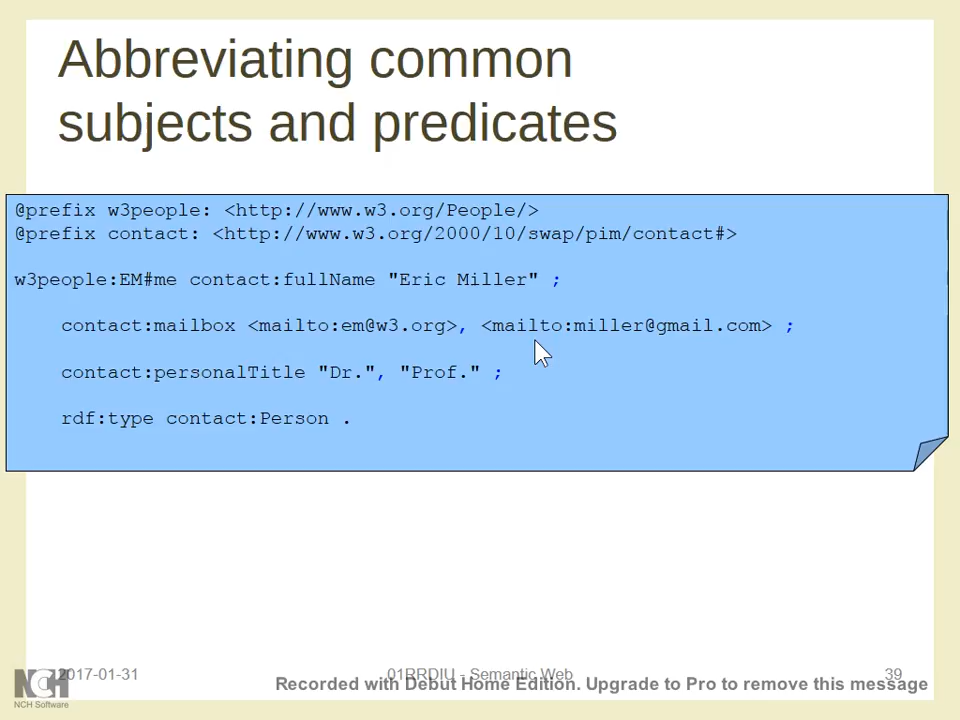 Abbreviating common
subjects and predicates
@prefix w3people: <http://www.w3.org/People/>
@prefix contact: <http://www.w3.org/2000/10/swap/pim/contact#>
w3people:EM#me contact:fullName "Eric Miller" ;
contact:mailbox <mailto:em@w3.org>, <mailto:miller@gmail.com> ;
contact:personalTitle "Dr.", "Prof." ;
rdf:type contact:Person .
2017-01-31
01RRDIU - Semantic Web
39
Recorded with Debut Home Edition. Upgrade to Pro to remove this message
NCH
NCH Software